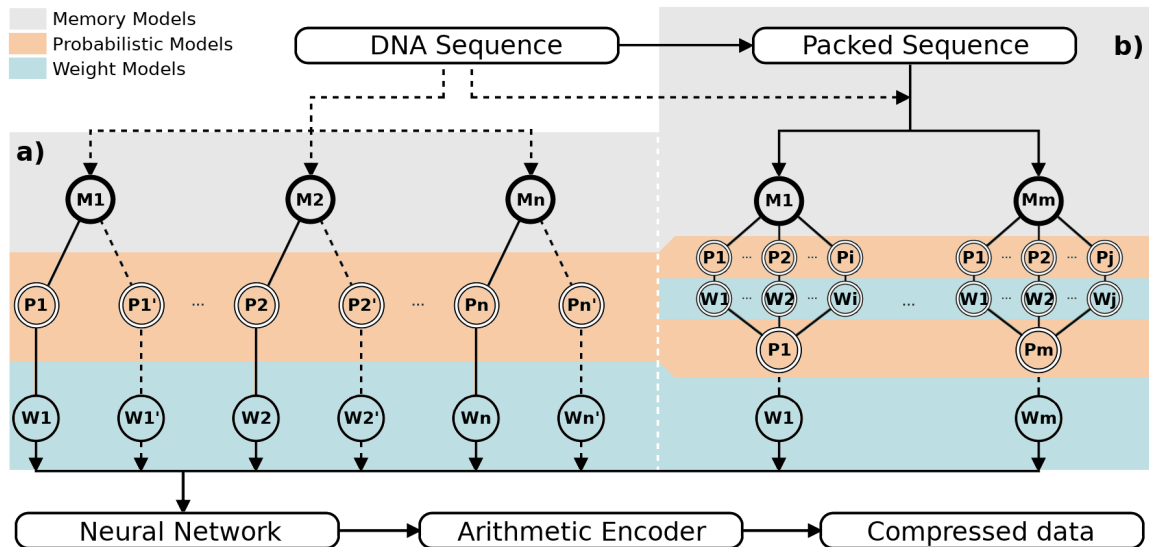 Memory Models
Probabilistic Models
Weight Models
DNA Sequence
Packed Sequence
b)
a)
M1 M2 Mn M1 Mm
P1 P2 Pi P1 P2 Pj
... ... ... ...
P1 P1' ... P2 P2' ... Pn Pn'
W1 W2 Wi ... W1 W2 Wj
... ... ... ...
P1 Pm
W1 W1' W2 W2' Wn Wn' W1 Wm
Neural Network
Arithmetic Encoder
Compressed data